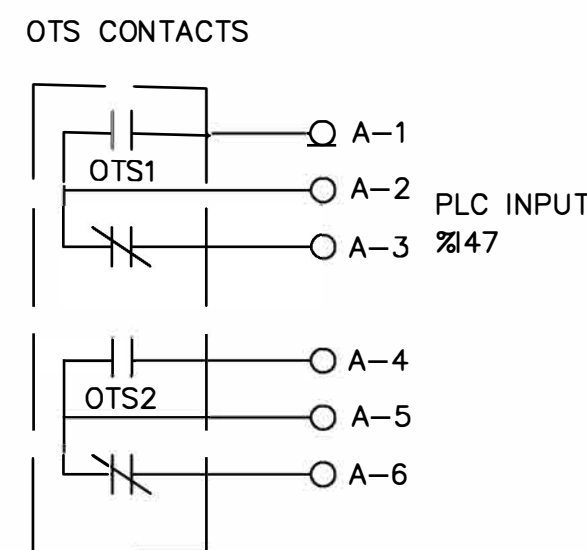 OTS CONTACTS
A-1
OTS1
A-2
PLC INPUT
A-3
%I47
A-4
OTS2
A-5
A-6